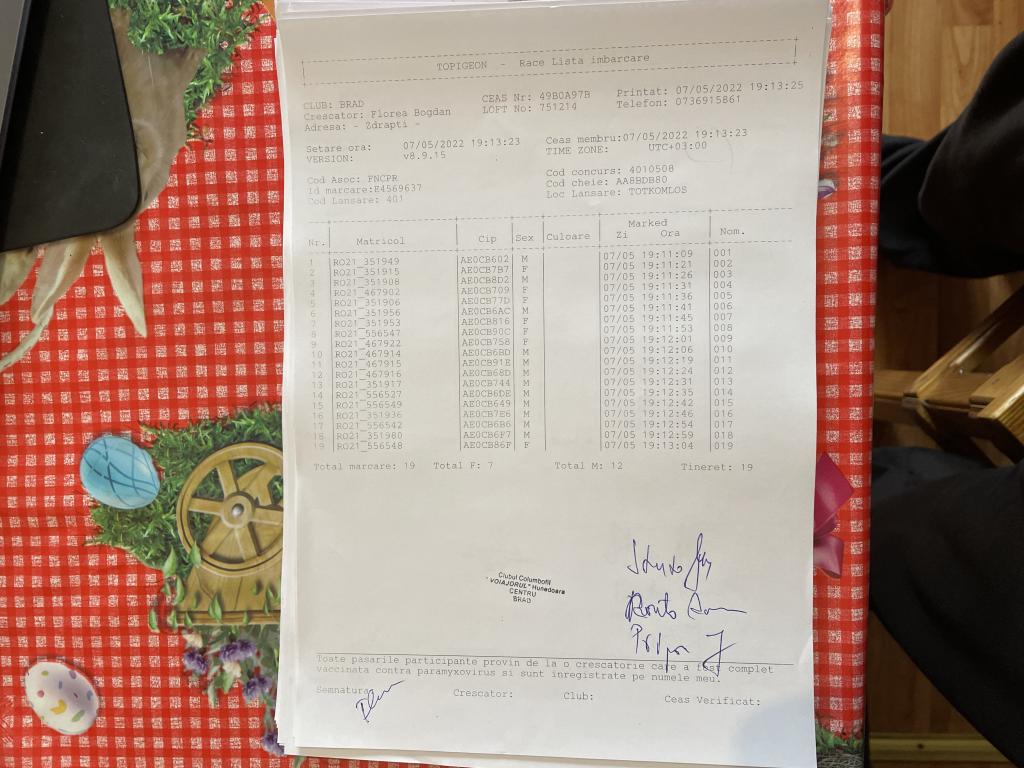 TOPIGEON - Race Lista imbarcare
CLUB: BRAD CEAS Nr: 49B0A97B Printat: 07/05/2022 19:13:25
Crescator: Florea Bogdan LOFT No: 751214 Telefon: 0736915861
Adresa: - Zdrapti -
Setare ora: 07/05/2022 19:13:23 Ceas membru:07/05/2022 19:13:23
VERSION: v8.9.15 TIME ZONE: UTC+03:00
Cod Asoc: FNCPR Cod concurs: 4010508
Id marcare:E4569637 Cod cheie: AA8BDB80
Cod Lansare: 401 Loc Lansare: TOTKOMLOS
Nr. Matricol Cip Sex Culoare Marked Zi Ora Nom.
1 RO21_351949 AE0CB602 M 07/05 19:11:09 001
2 RO21_351915 AE0CB7B7 F 07/05 19:11:21 002
3 RO21_351908 AE0CB8D2 M 07/05 19:11:26 003
4 RO21_467902 AE0CB709 F 07/05 19:11:31 004
5 RO21_351906 AE0CB77D F 07/05 19:11:36 005
6 RO21_351956 AE0CB6AC M 07/05 19:11:41 006
7 RO21_351953 AE0CB816 F 07/05 19:11:45 007
8 RO21_556547 AE0CB90C F 07/05 19:11:53 008
9 RO21_467922 AE0CB758 F 07/05 19:12:01 009
10 RO21_467914 AE0CB6BD M 07/05 19:12:06 010
11 RO21_467915 AE0CB91E M 07/05 19:12:19 011
12 RO21_467916 AE0CB68D M 07/05 19:12:24 012
13 RO21_351917 AE0CB744 M 07/05 19:12:31 013
14 RO21_556527 AE0CB6DE M 07/05 19:12:35 014
15 RO21_556549 AE0CB649 M 07/05 19:12:42 015
16 RO21_351936 AE0CB7E6 M 07/05 19:12:46 016
17 RO21_556542 AE0CB6B6 M 07/05 19:12:54 017
18 RO21_351980 AE0CB6F7 M 07/05 19:12:59 018
19 RO21_556548 AE0CB86F F 07/05 19:13:04 019
Total marcare: 19 Total F: 7 Total M: 12 Tineret: 19
Clubul Columbofil
"VOIAJORUL" Hunedoara
CENTRU
BRAD
Toate pasarile participante provin de la o crescatorie care a fost complet
vaccinata contra paramyxovirus si sunt inregistrate pe numele meu.
Semnatura Crescator: Club: Ceas Verificat: